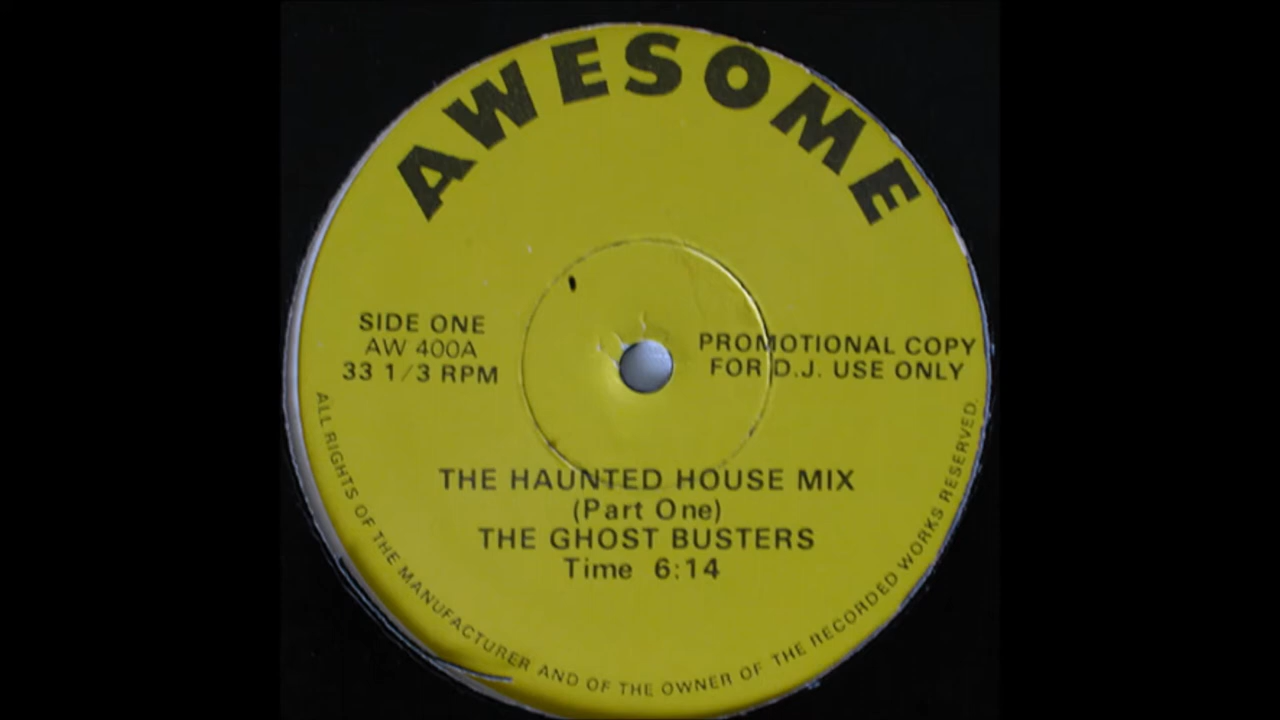 AWESOME
SIDE ONE
AW 400A
33 1/3 RPM
PROMOTIONAL COPY
FOR D.J. USE ONLY
THE HAUNTED HOUSE MIX
(Part One)
THE GHOST BUSTERS
Time 6:14
ALL RIGHTS OF THE MANUFACTURER AND OF THE OWNER OF THE RECORDED WORKS RESERVED.